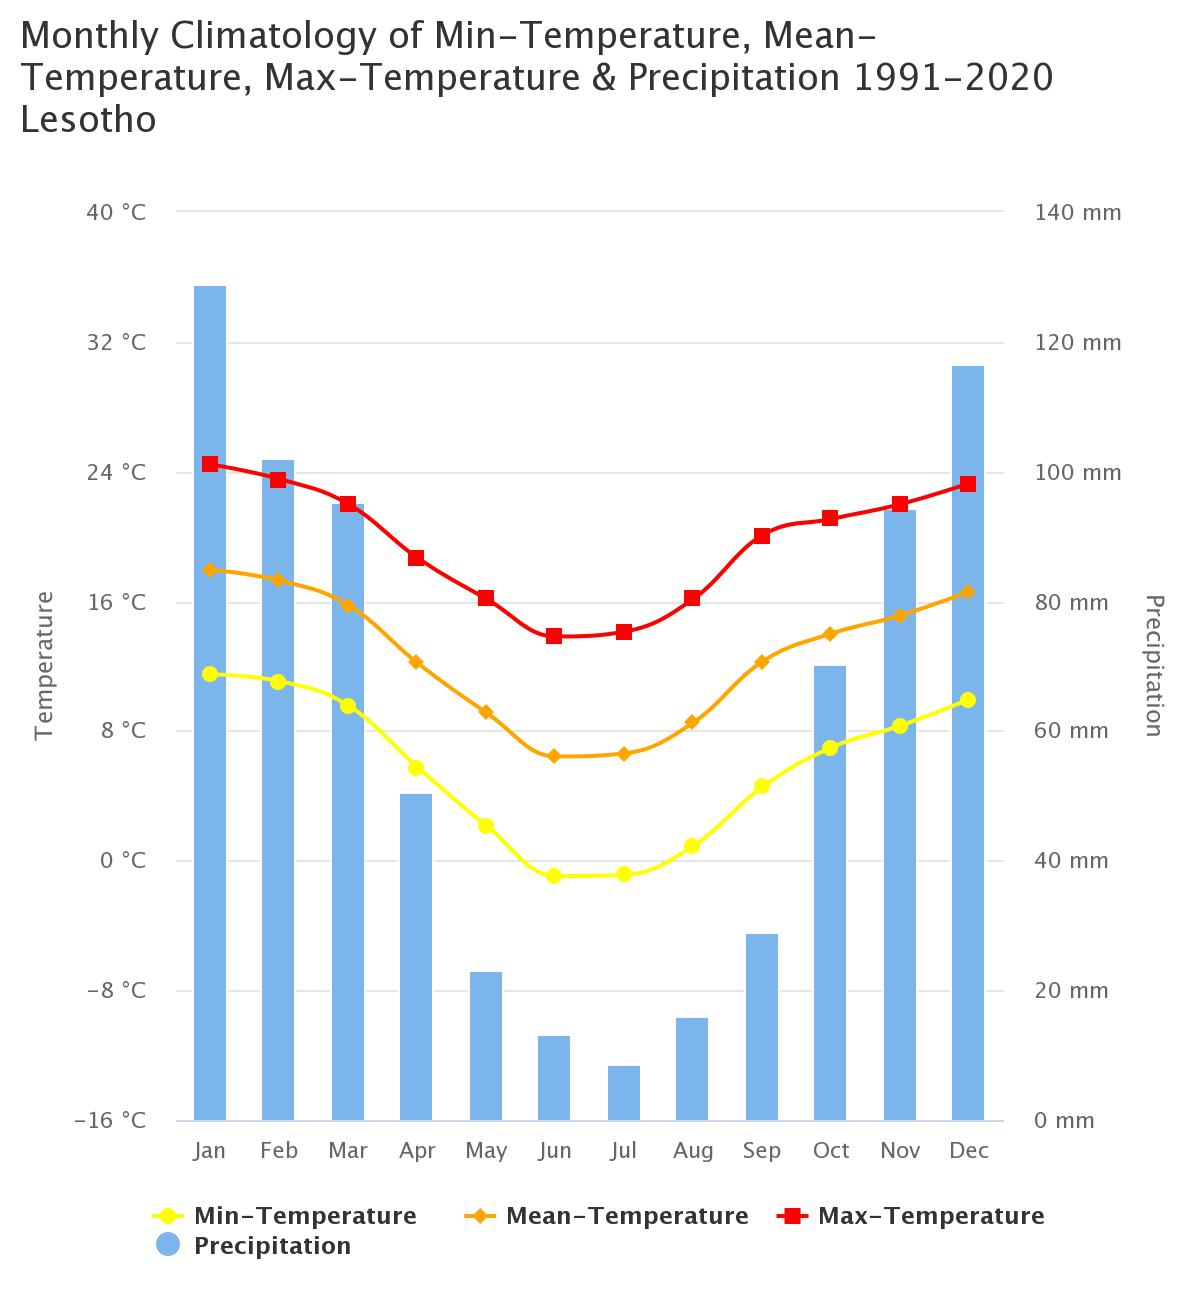 Monthly Climatology of Min−Temperature, Mean−
Temperature, Max−Temperature & Precipitation 1991−2020
Lesotho
40 °C
140 mm
32 °C
120 mm
24 °C
100 mm
16 °C
80 mm
8 °C
60 mm
0 °C
40 mm
−8 °C
20 mm
−16 °C
0 mm
Temperature
Precipitation
Jan Feb Mar Apr May Jun Jul Aug Sep Oct Nov Dec
Min−Temperature Mean−Temperature Max−Temperature
Precipitation